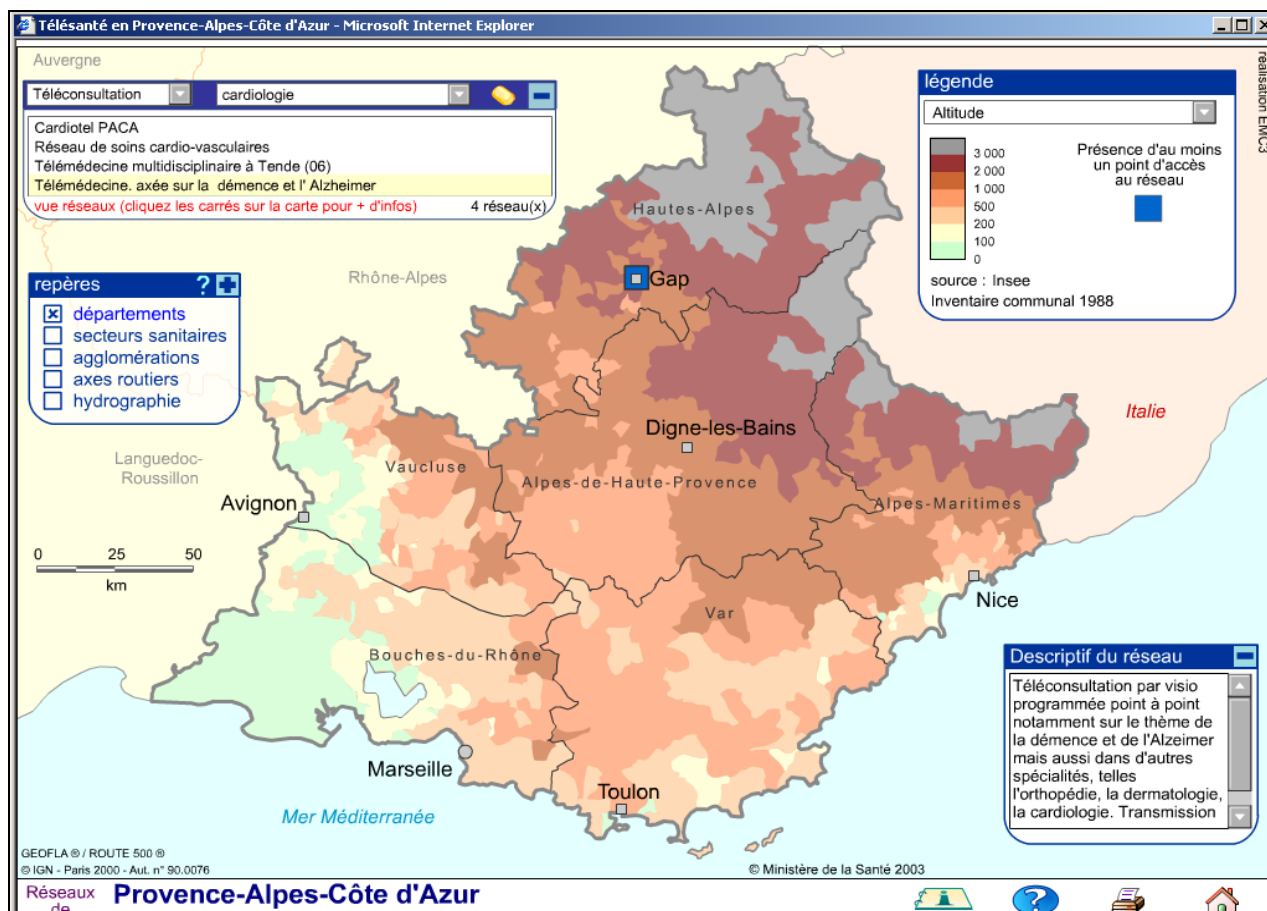 Télésanté en Provence-Alpes-Côte d'Azur - Microsoft Internet Explorer
Auvergne
Téléconsultation
cardiologie
Cardiotel PACA
Réseau de soins cardio-vasculaires
Télémédecine multidisciplinaire à Tende (06)
Télémédecine. axée sur la démence et l' Alzheimer
vue réseaux (cliquez les carrés sur la carte pour + d'infos)
4 réseau(x)
légende
Altitude
3 000
2 000
1 000
500
200
100
0
Présence d'au moins
un point d'accès
au réseau
source : Insee
Inventaire communal 1988
réalisation EMC3
repères
?
départements
secteurs sanitaires
agglomérations
axes routiers
hydrographie
Rhône-Alpes
Hautes-Alpes
Gap
Italie
Digne-les-Bains
Languedoc-
Roussillon
Vaucluse
Alpes-de-Haute-Provence
Alpes-Maritimes
Avignon
0 25 50
km
Nice
Var
Bouches-du-Rhône
Marseille
Toulon
Mer Méditerranée
Descriptif du réseau
Téléconsultation par visio
programmée point à point
notamment sur le thème de
la démence et de l'Alzeimer
mais aussi dans d'autres
spécialités, telles
l'orthopédie, la dermatologie,
la cardiologie. Transmission
GEOFLA ® / ROUTE 500 ®
© IGN - Paris 2000 - Aut. n° 90.0076
© Ministère de la Santé 2003
Réseaux
de
Provence-Alpes-Côte d'Azur
?